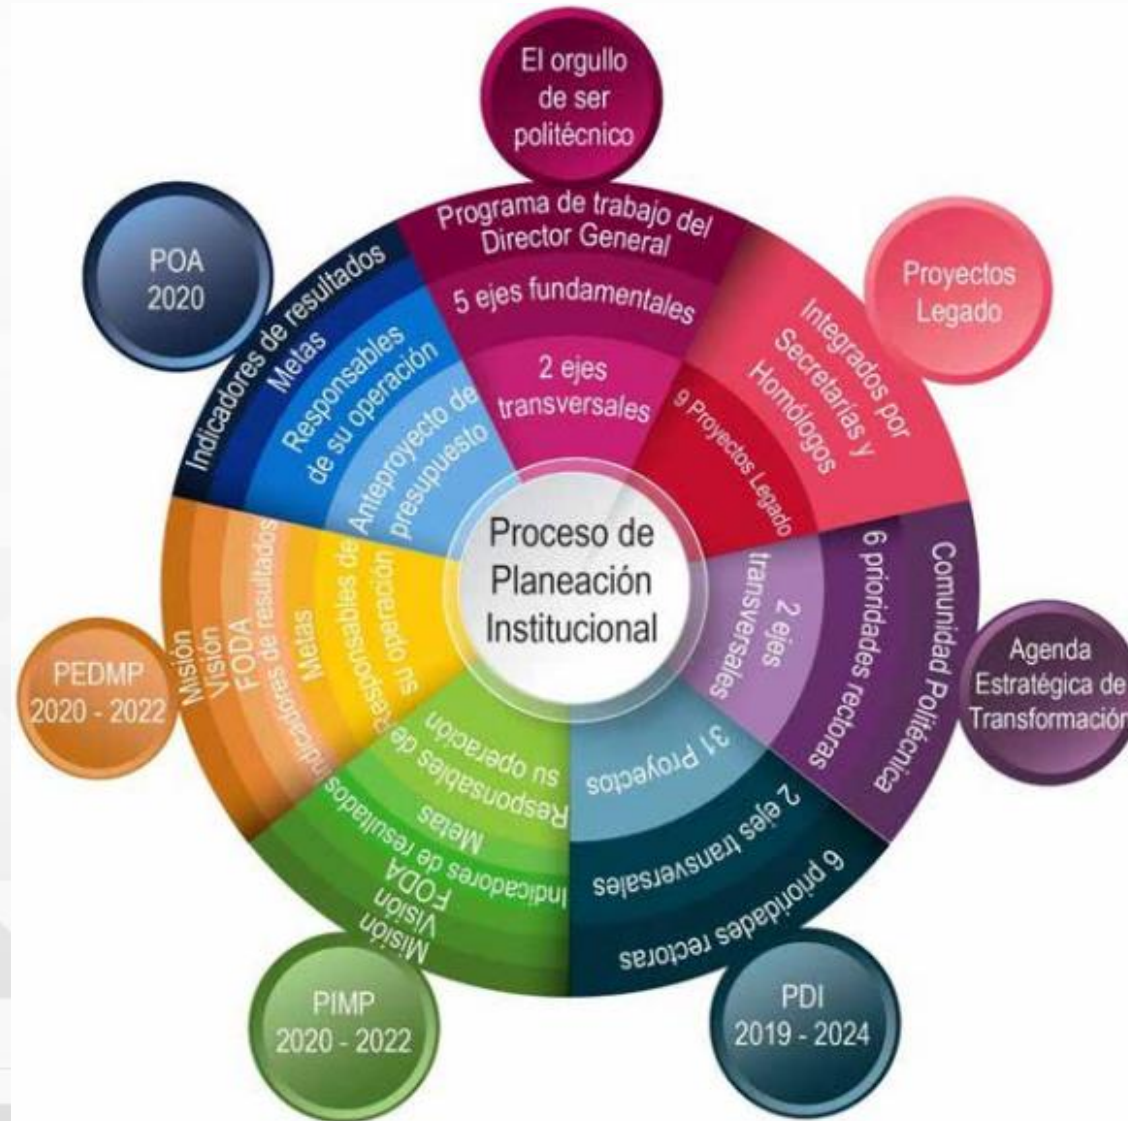 El orgullo
de ser
politécnico
Programa de trabajo del
Director General
5 ejes fundamentales
2 ejes
transversales
Proyectos
Legado
Integrados por
Secretarías y
Homólogos
9 Proyectos Legado
Agenda
Estratégica de
Transformación
Comunidad Politécnica
6 prioridades rectoras
2 ejes
transversales
PDI
2019 - 2024
6 prioridades rectoras
2 ejes transversales
31 Proyectos
PIMP
2020 - 2022
Misión
Visión
FODA
Indicadores de resultados
Metas
Responsables de
su operación
PEDMP
2020 - 2022
Misión
Visión
FODA
Indicadores de resultados
Metas
Responsables de
su operación
POA
2020
Indicadores de resultados
Metas
Responsables
de su operación
Anteproyecto de
presupuesto
Proceso de
Planeación
Institucional